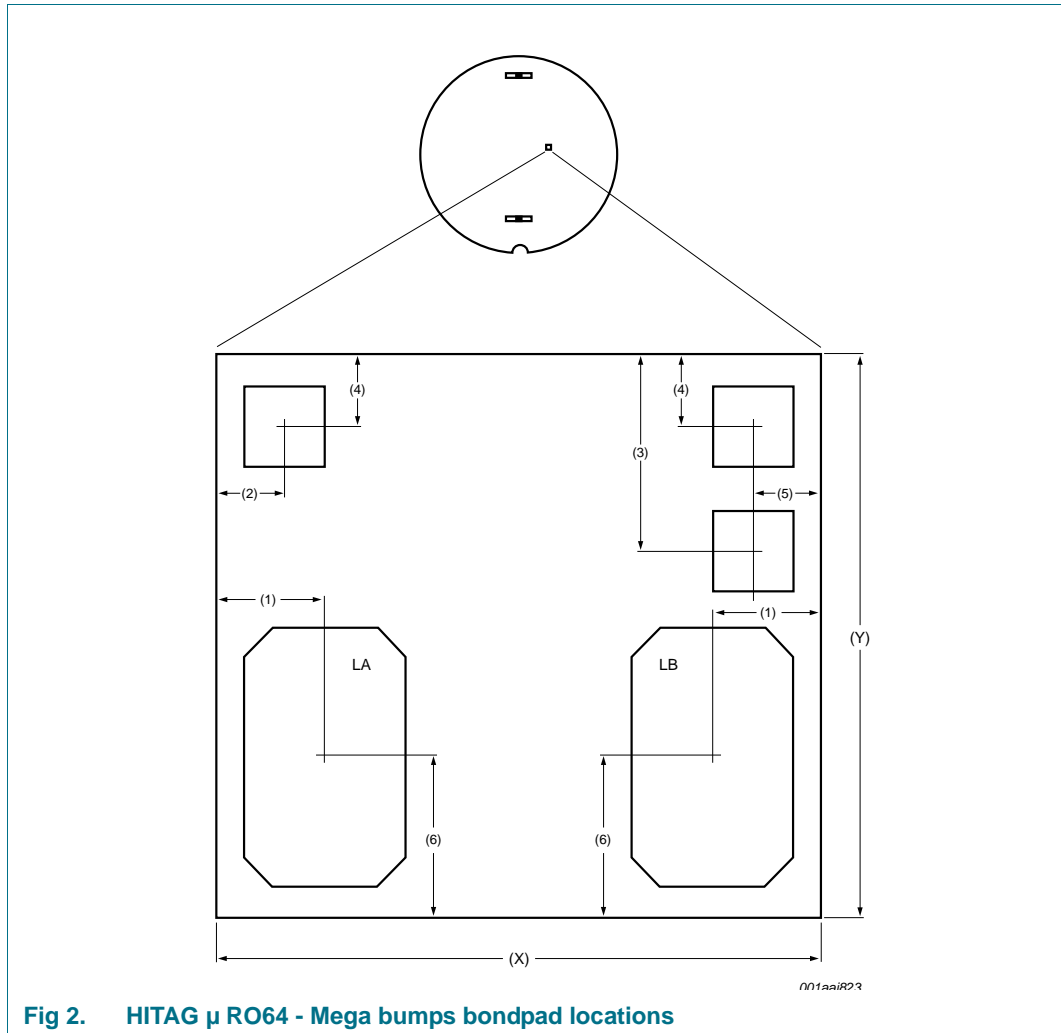 (4)
(4)
(3)
(2)
(5)
(1)
(1)
(Y)
LA
LB
(6)
(6)
(X)
001aaj823
Fig 2. HITAG µ RO64 - Mega bumps bondpad locations